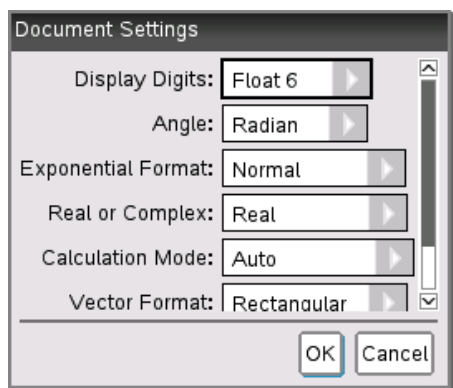 Document Settings
Display Digits: Float 6
Angle: Radian
Exponential Format: Normal
Real or Complex: Real
Calculation Mode: Auto
Vector Format: Rectangular
OK Cancel